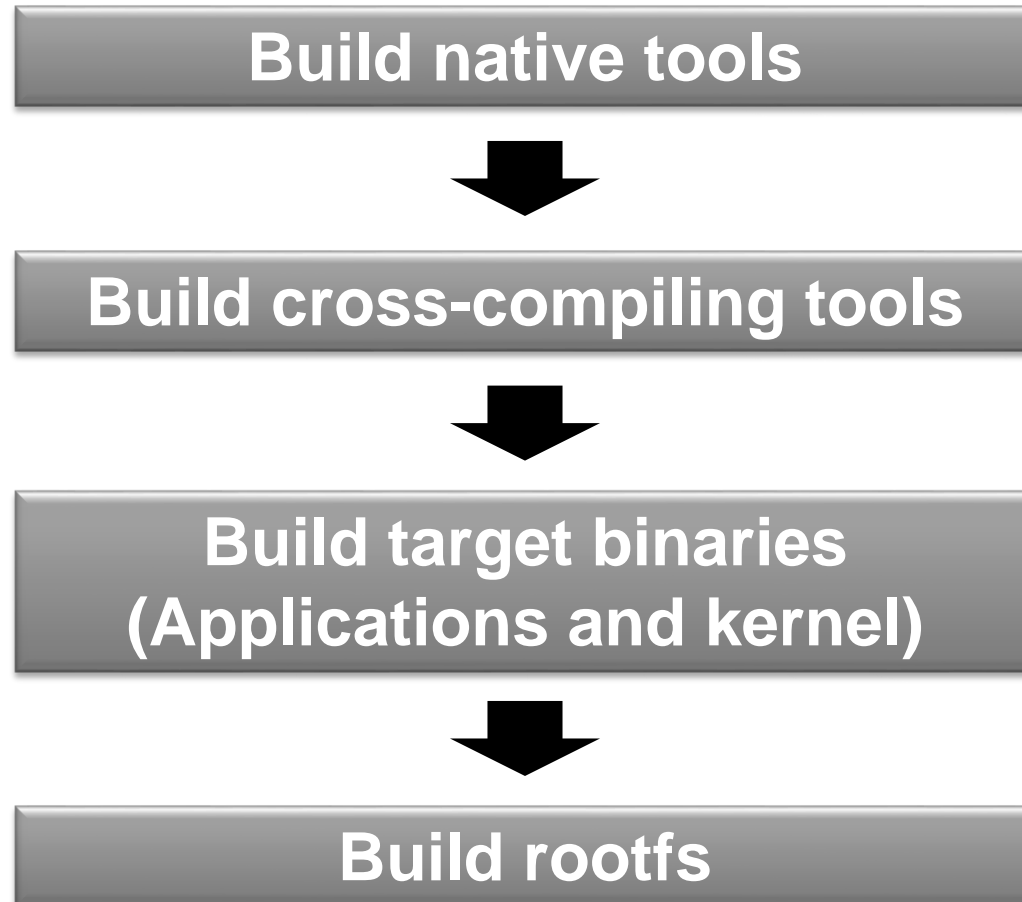 Build native tools
Build cross-compiling tools
Build target binaries
(Applications and kernel)
Build rootfs